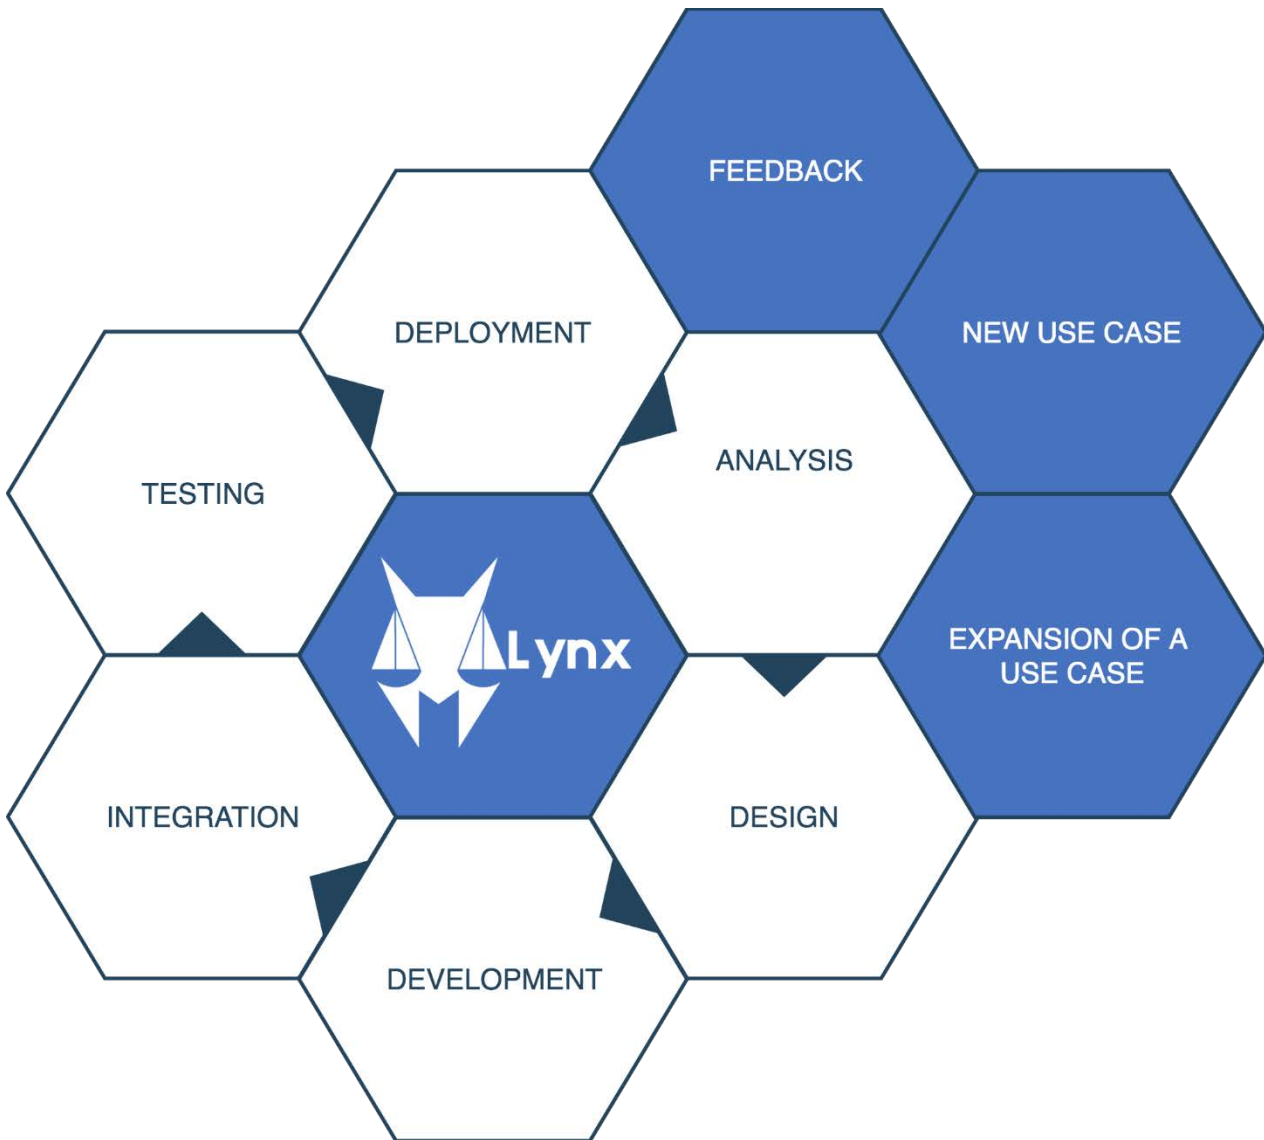 FEEDBACK
NEW USE CASE
DEPLOYMENT
ANALYSIS
TESTING
Lynx
EXPANSION OF A
USE CASE
INTEGRATION
DESIGN
DEVELOPMENT